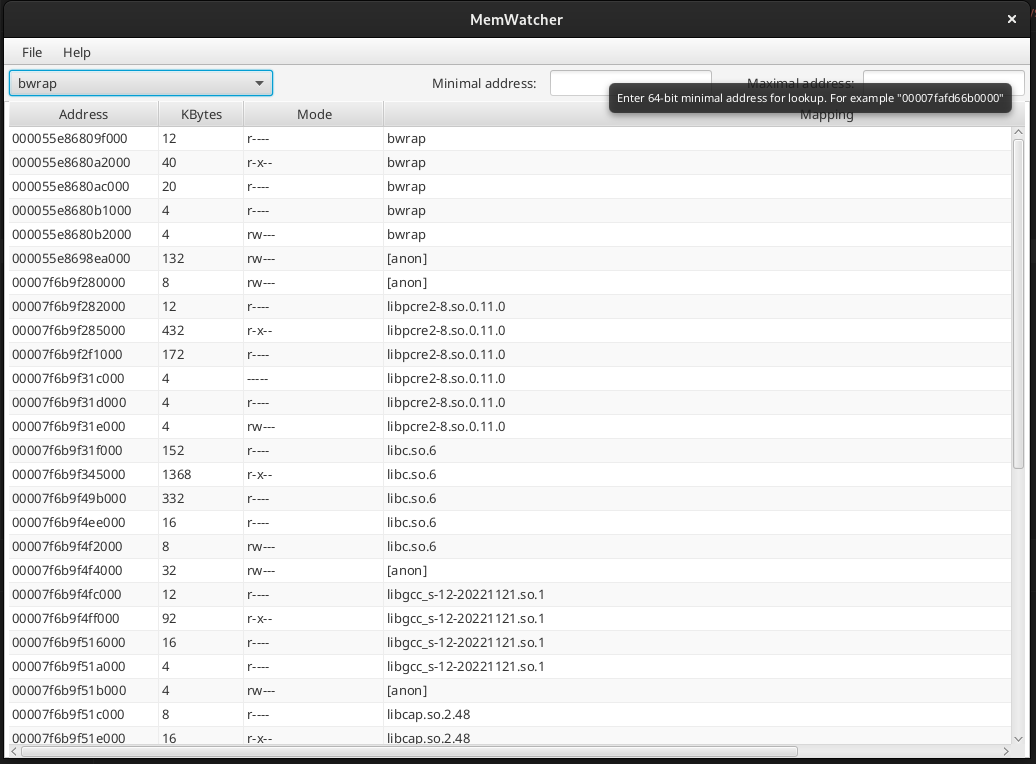 MemWatcher
File Help
bwrap Minimal address: Maximal address:
Enter 64-bit minimal address for lookup. For example "00007fafd66b0000"
Address KBytes Mode Mapping
000055e86809f000 12 r---- bwrap
000055e8680a2000 40 r-x-- bwrap
000055e8680ac000 20 r---- bwrap
000055e8680b1000 4 r---- bwrap
000055e8680b2000 4 rw--- bwrap
000055e8698ea000 132 rw--- [anon]
00007f6b9f280000 8 rw--- [anon]
00007f6b9f282000 12 r---- libpcre2-8.so.0.11.0
00007f6b9f285000 432 r-x-- libpcre2-8.so.0.11.0
00007f6b9f2f1000 172 r---- libpcre2-8.so.0.11.0
00007f6b9f31c000 4 ----- libpcre2-8.so.0.11.0
00007f6b9f31d000 4 r---- libpcre2-8.so.0.11.0
00007f6b9f31e000 4 rw--- libpcre2-8.so.0.11.0
00007f6b9f31f000 152 r---- libc.so.6
00007f6b9f345000 1368 r-x-- libc.so.6
00007f6b9f49b000 332 r---- libc.so.6
00007f6b9f4ee000 16 r---- libc.so.6
00007f6b9f4f2000 8 rw--- libc.so.6
00007f6b9f4f4000 32 rw--- [anon]
00007f6b9f4fc000 12 r---- libgcc_s-12-20221121.so.1
00007f6b9f4ff000 92 r-x-- libgcc_s-12-20221121.so.1
00007f6b9f516000 16 r---- libgcc_s-12-20221121.so.1
00007f6b9f51a000 4 r---- libgcc_s-12-20221121.so.1
00007f6b9f51b000 4 rw--- [anon]
00007f6b9f51c000 8 r---- libcap.so.2.48
00007f6b9f51e000 16 r-x-- libcap.so.2.48